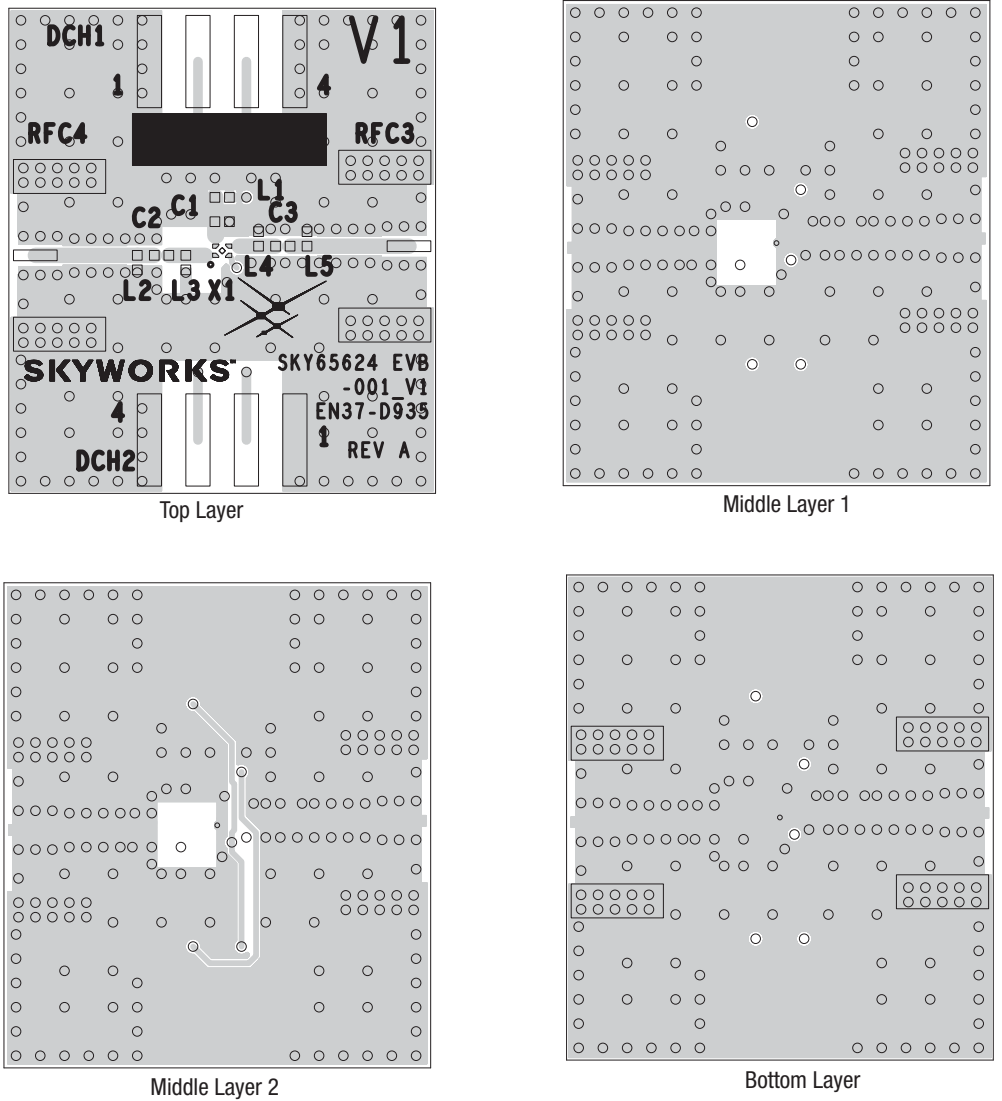 DCH1
V1
1
4
RFC4
RFC3
L1
C1
C2
C3
L4
L5
L2
L3
X1
SKYWORKS™
SKY65624 EVB
-001_V1
4
EN37-D935
1
REV A
DCH2
Top Layer
Middle Layer 1
Middle Layer 2
Bottom Layer